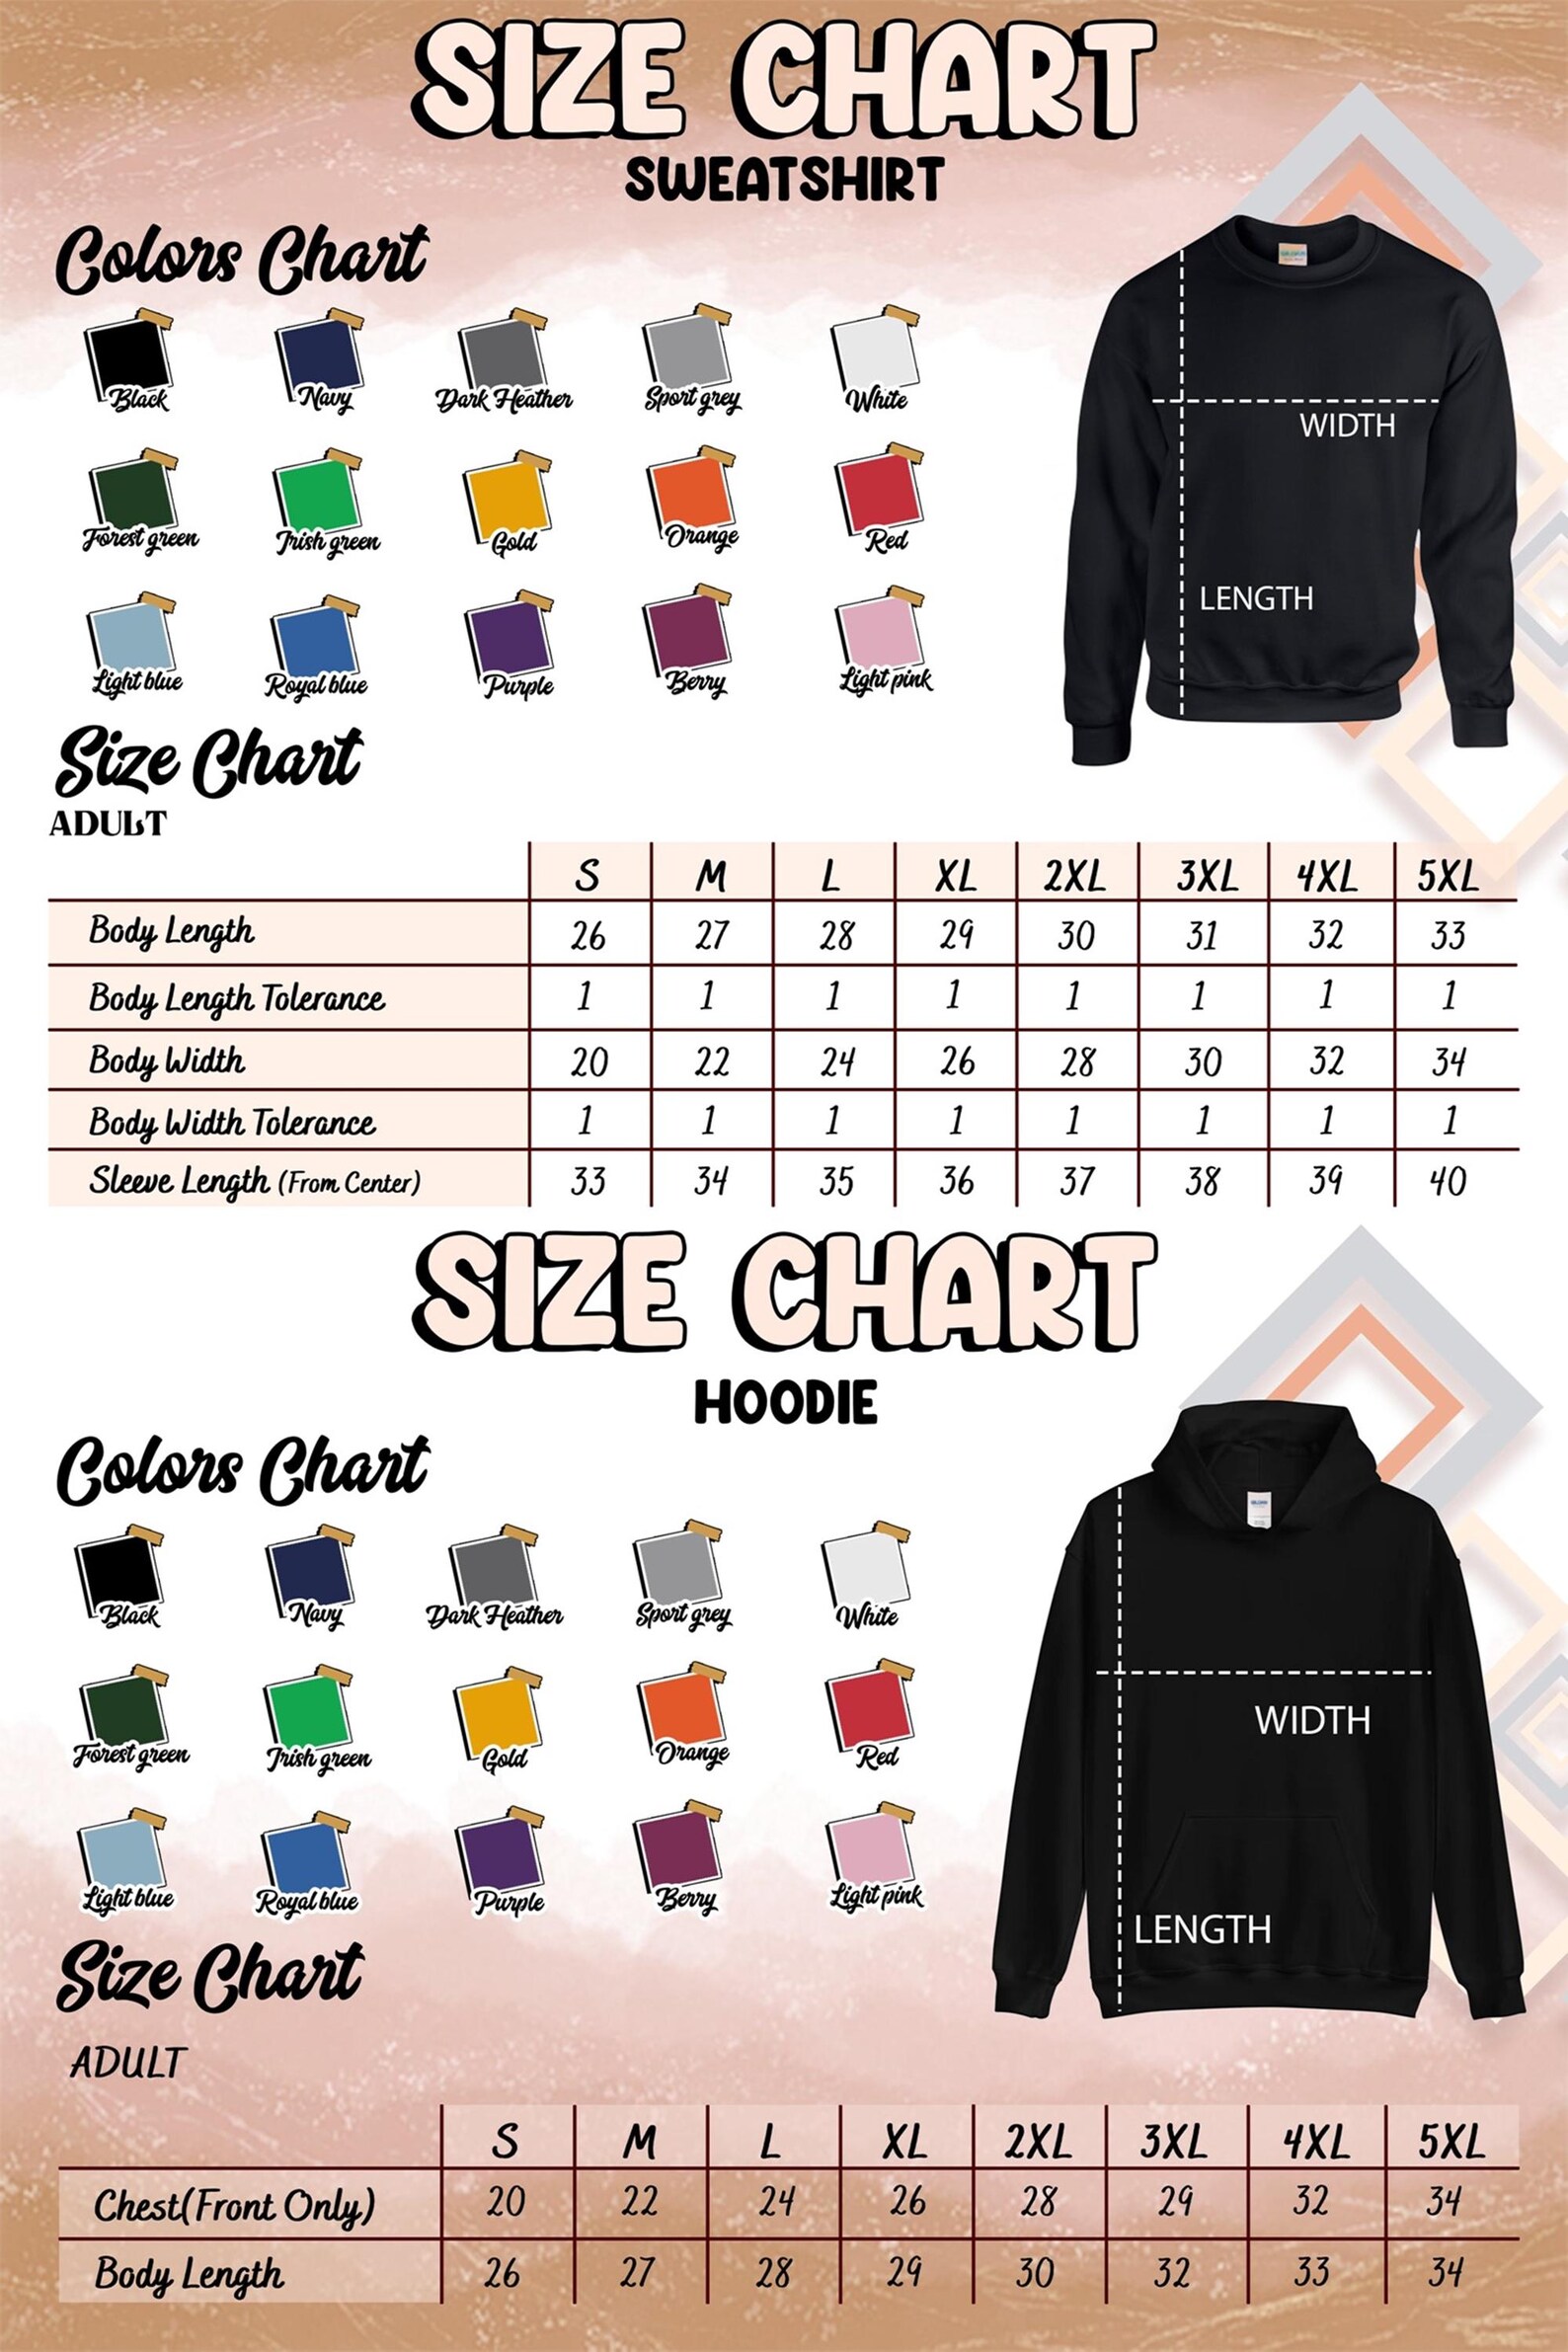 SIZE CHART
SWEATSHIRT
Colors Chart
Black Navy Dark Heather Sport grey White
Forest green Irish green Gold Orange Red
Light blue Royal blue Purple Berry Light pink
WIDTH
LENGTH
Size Chart
ADULT
S M L XL 2XL 3XL 4XL 5XL
Body Length 26 27 28 29 30 31 32 33
Body Length Tolerance 1 1 1 1 1 1 1 1
Body Width 20 22 24 26 28 30 32 34
Body Width Tolerance 1 1 1 1 1 1 1 1
Sleeve Length (From Center) 33 34 35 36 37 38 39 40
SIZE CHART
HOODIE
Colors Chart
Black Navy Dark Heather Sport grey White
Forest green Irish green Gold Orange Red
Light blue Royal blue Purple Berry Light pink
WIDTH
LENGTH
Size Chart
ADULT
S M L XL 2XL 3XL 4XL 5XL
Chest(Front Only) 20 22 24 26 28 29 32 34
Body Length 26 27 28 29 30 32 33 34